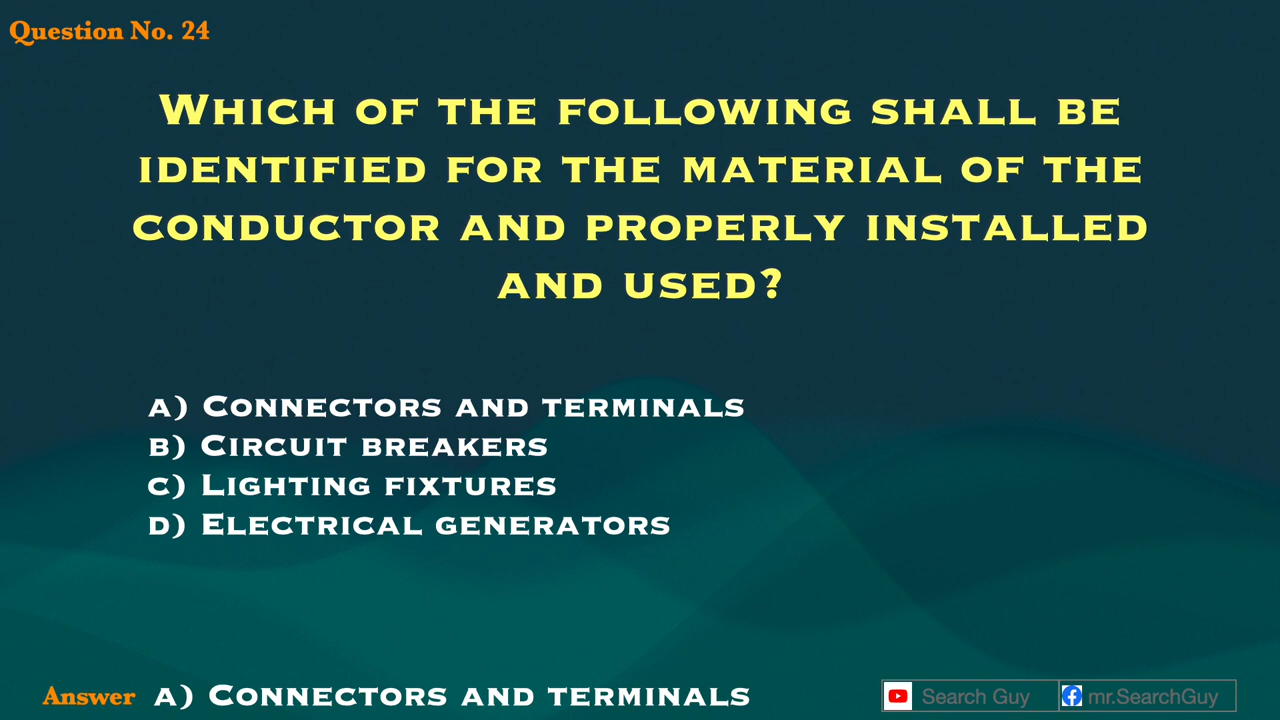 Question No. 24
Which of the following shall be
identified for the material of the
conductor and properly installed
and used?
a) Connectors and terminals
b) Circuit breakers
c) Lighting fixtures
d) Electrical generators
Answer a) Connectors and terminals
Search Guy mr.SearchGuy